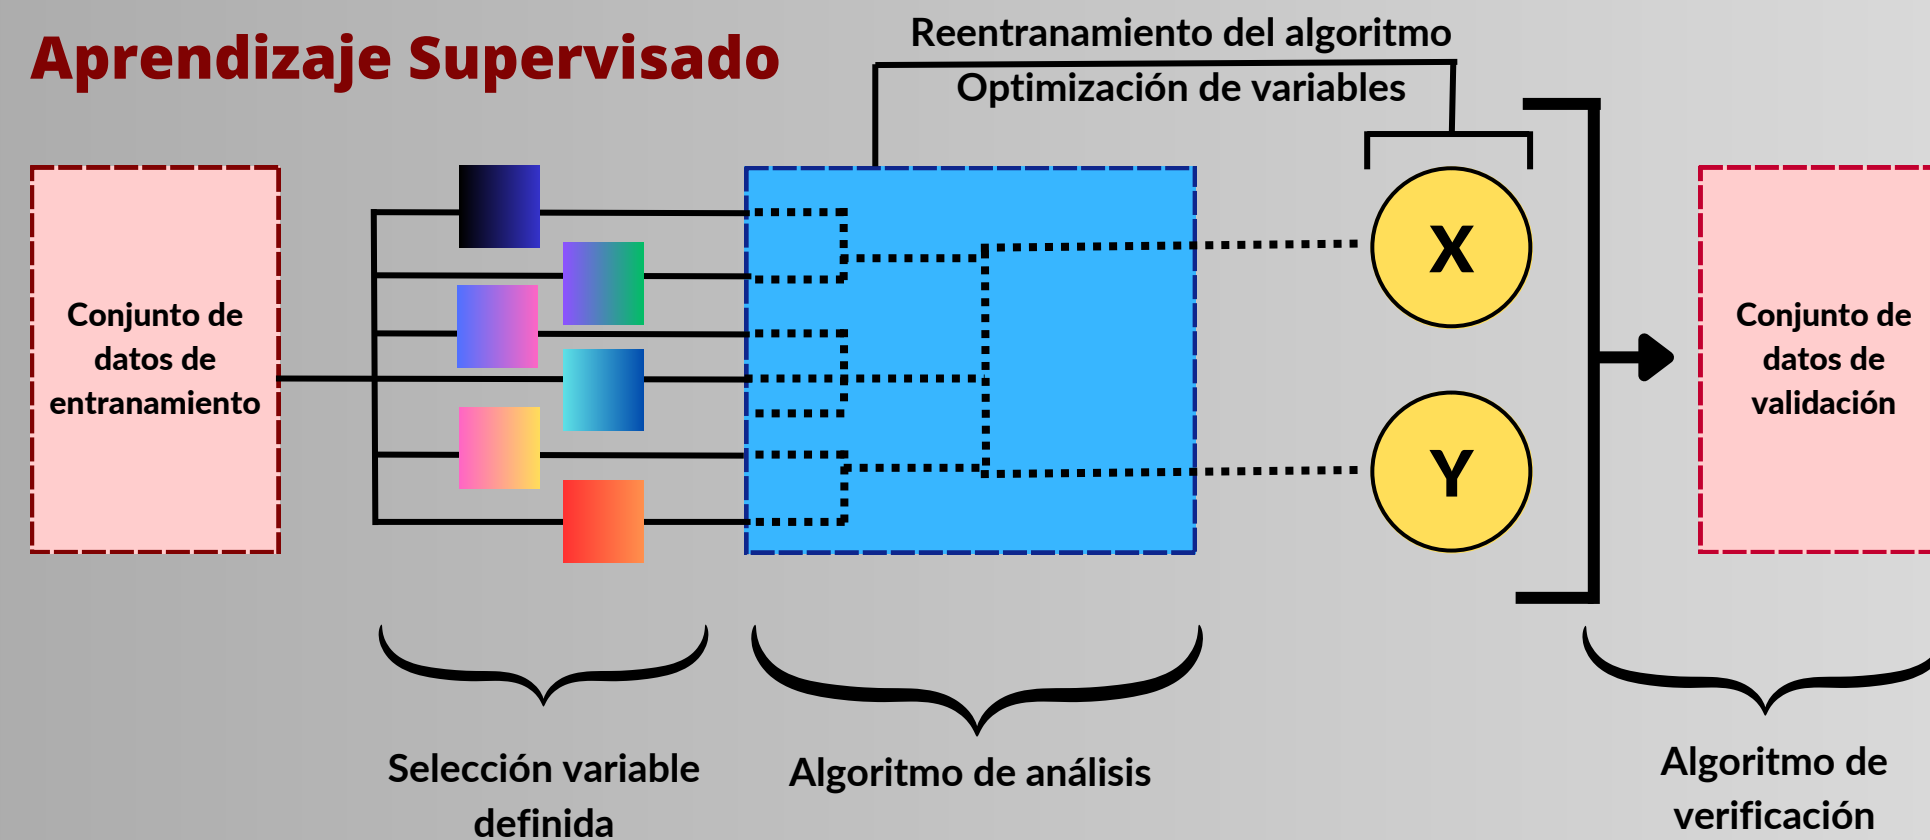 Aprendizaje Supervisado
Reentranamiento del algoritmo
Optimización de variables
Conjunto de
datos de
entranamiento
X
Y
Conjunto de
datos de
validación
Selección variable
definida
Algoritmo de análisis
Algoritmo de
verificación